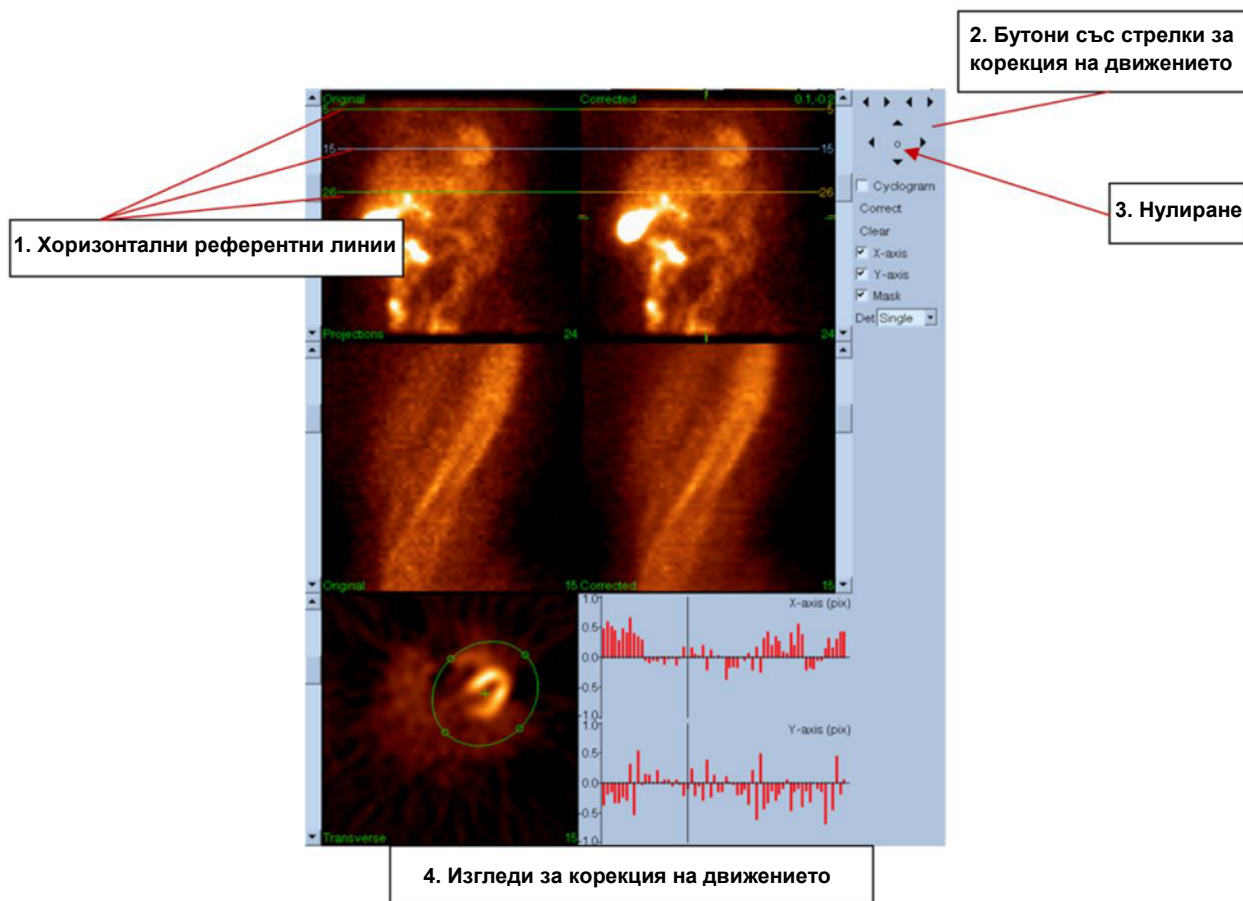 2. Бутони със стрелки за
корекция на движението
Original
Corrected
0.1,-0.2
5
5
15
15
26
26
Cyclogram
Correct
Clear
X-axis
Y-axis
Mask
Det Single
3. Нулиране
1. Хоризонтални референтни линии
Projections
24
24
Original
15
Corrected
15
X-axis (pix)
1.0
0.5
0.0
-0.5
-1.0
Y-axis (pix)
1.0
0.5
0.0
-0.5
-1.0
Transverse
15
4. Изгледи за корекция на движението